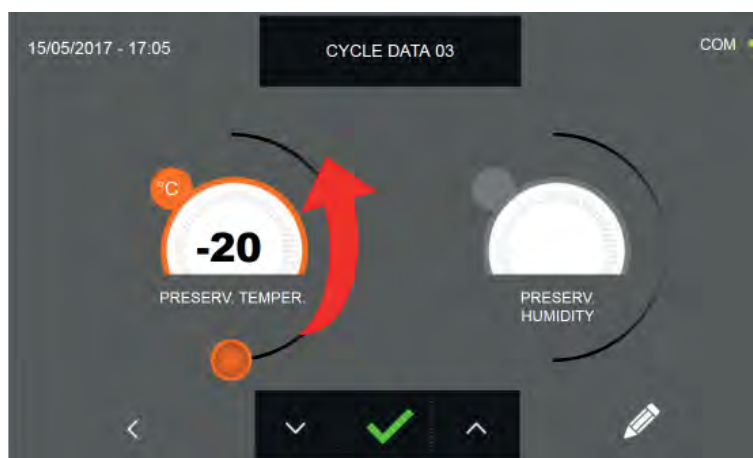 15/05/2017 - 17:05
CYCLE DATA 03
COM
°C
-20
PRESERV. TEMPER.
PRESERV.
HUMIDITY